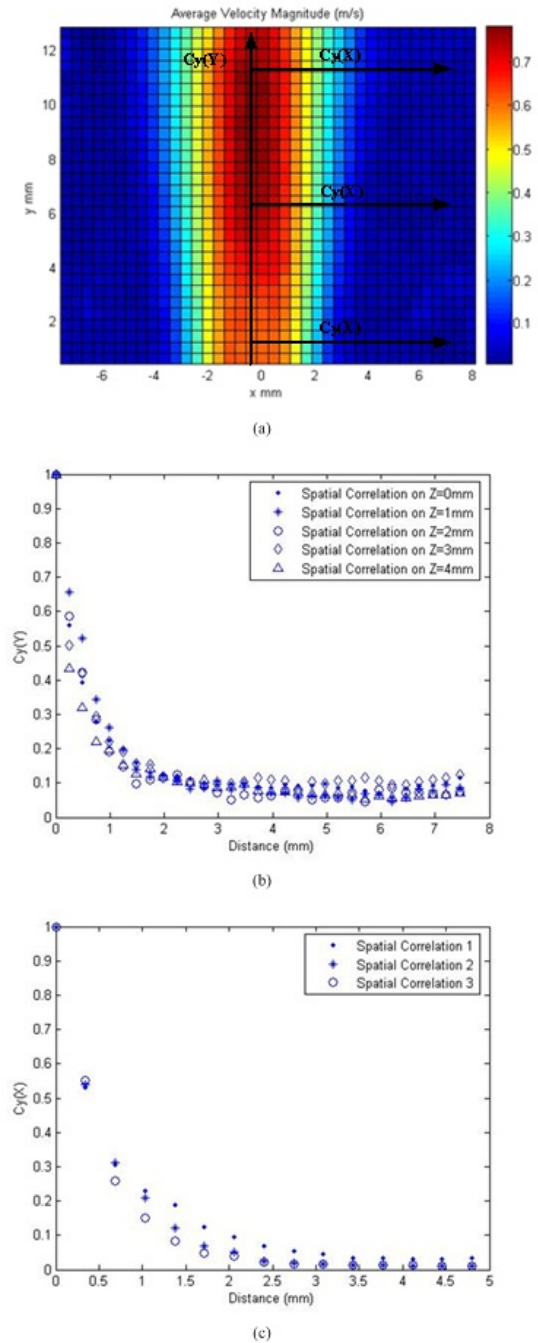 Average Velocity Magnitude (m/s)
12
10
8
6
4
2
y mm
Cy(Y)
Cy(X)
Cy(X)
Cy(X)
0.7
0.6
0.5
0.4
0.3
0.2
0.1
-6 -4 -2 0 2 4 6 8
x mm
(a)
1
0.9
0.8
0.7
0.6
0.5
0.4
0.3
0.2
0.1
0
Cy(Y)
Spatial Correlation on Z=0mm
Spatial Correlation on Z=1mm
Spatial Correlation on Z=2mm
Spatial Correlation on Z=3mm
Spatial Correlation on Z=4mm
0 1 2 3 4 5 6 7 8
Distance (mm)
(b)
1
0.9
0.8
0.7
0.6
0.5
0.4
0.3
0.2
0.1
0
Cy(X)
Spatial Correlation 1
Spatial Correlation 2
Spatial Correlation 3
0 0.5 1 1.5 2 2.5 3 3.5 4 4.5 5
Distance (mm)
(c)